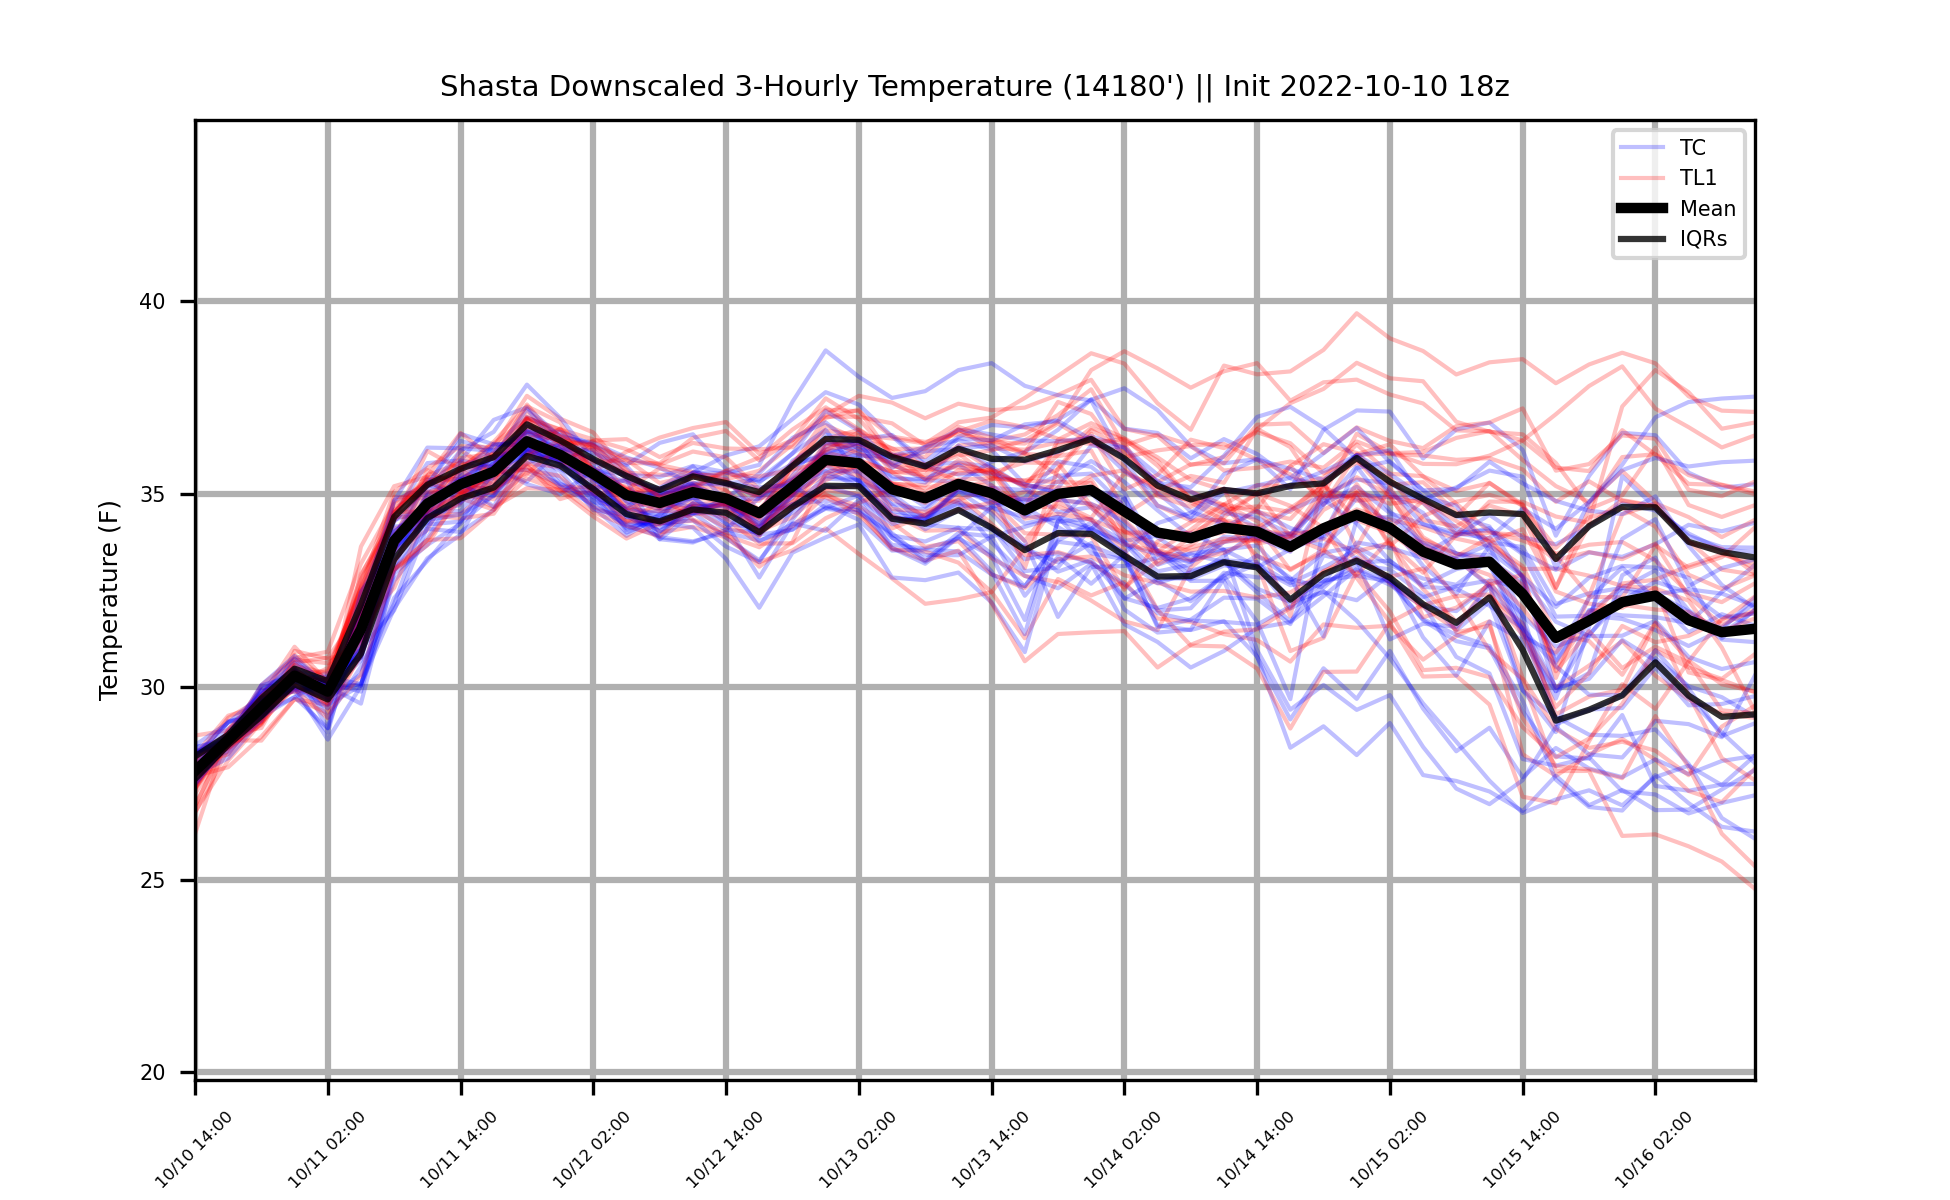 Shasta Downscaled 3-Hourly Temperature (14180') || Init 2022-10-10 18z
TC
TL1
Mean
IQRs
Temperature (F)
40
35
30
25
20
10/10 14:00
10/11 02:00
10/11 14:00
10/12 02:00
10/12 14:00
10/13 02:00
10/13 14:00
10/14 02:00
10/14 14:00
10/15 02:00
10/15 14:00
10/16 02:00